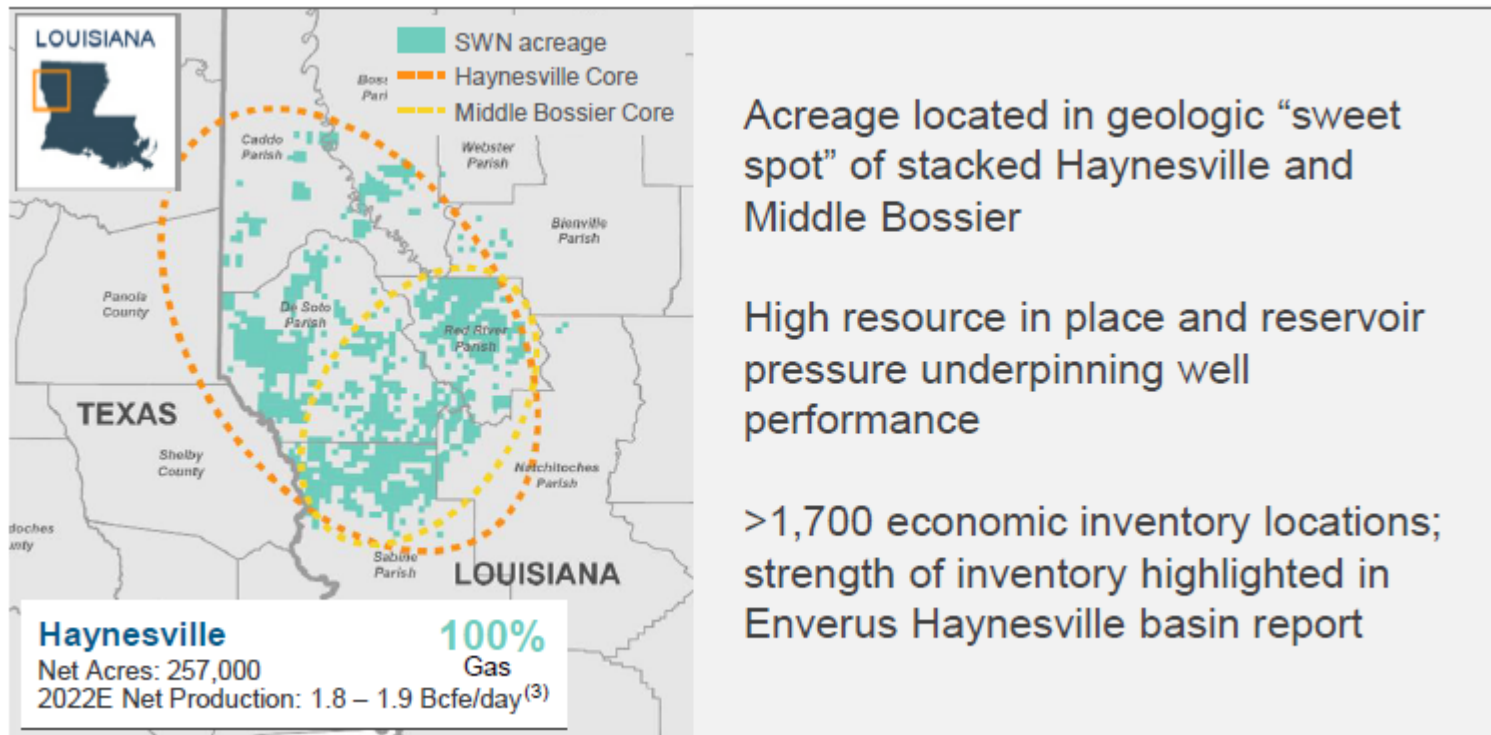 LOUISIANA
SWN acreage
Haynesville Core
Middle Bossier Core
Boss
Pari
Caddo
Parish
Webster
Parish
Bienville
Parish
Panola
County
De Soto
Parish
Red River
Parish
TEXAS
Shelby
County
Natchitoches
Parish
doches
unty
Sabine
Parish
LOUISIANA
Haynesville
100%
Gas
Net Acres: 257,000
2022E Net Production: 1.8 – 1.9 Bcfe/day(3)
Acreage located in geologic “sweet
spot” of stacked Haynesville and
Middle Bossier
High resource in place and reservoir
pressure underpinning well
performance
>1,700 economic inventory locations;
strength of inventory highlighted in
Enverus Haynesville basin report